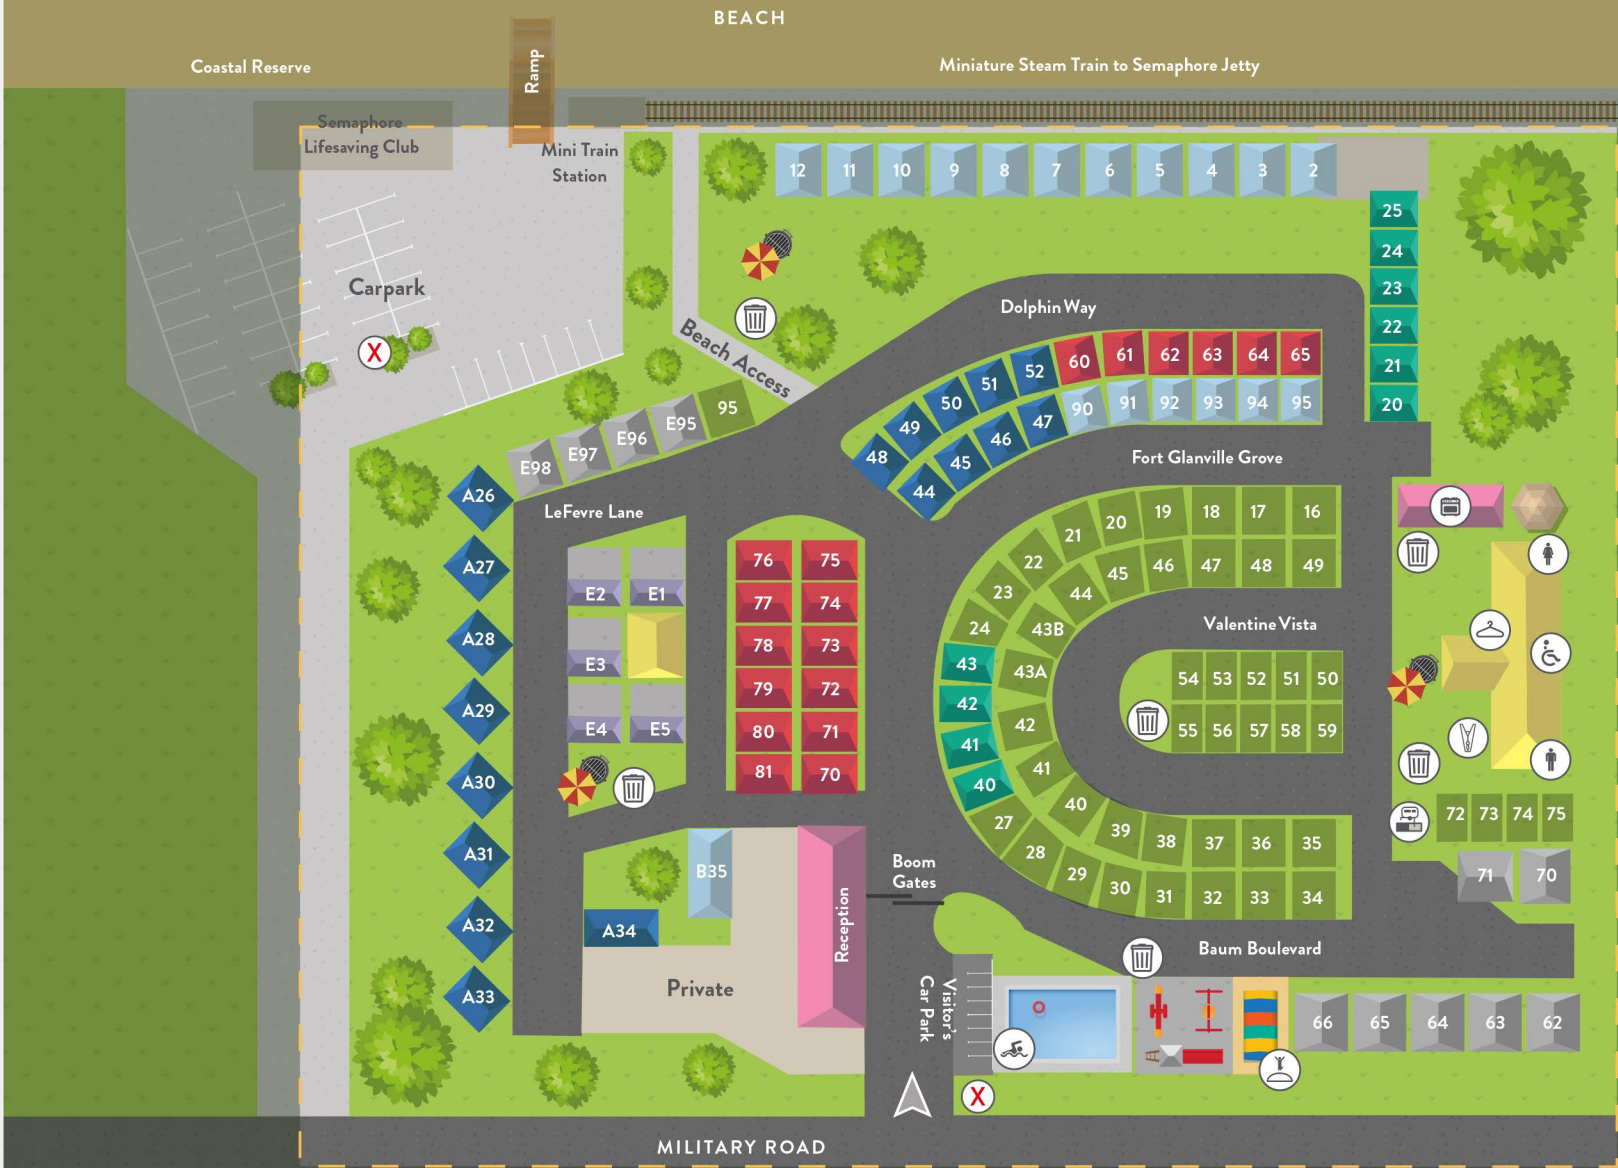 BEACH
Coastal Reserve
Ramp
Miniature Steam Train to Semaphore Jetty
Semaphore
Lifesaving Club
Mini Train
Station
12 11 10 9 8 7 6 5 4 3 2
25
24
23
22
21
20
Carpark
X
Beach Access
Dolphin Way
48 49 50 51 52 60 61 62 63 64 65
44 45 46 47 90 91 92 93 94 95
E98 E97 E96 E95 95
Fort Glanville Grove
LeFevre Lane
A26
A27
A28
A29
A30
A31
A32
A33
E2 E1
E3
E4 E5
76 75
77 74
78 73
79 72
80 71
81 70
24 23 22 21 20 19 18 17 16
43A 43B 44 45 46 47 48 49
43
42
41
40
42
41
40
39 38 37 36 35
27 28 29 30 31 32 33 34
Valentine Vista
54 53 52 51 50
55 56 57 58 59
72 73 74 75
71 70
B35
A34
Private
Reception
Boom
Gates
Baum Boulevard
Visitor's
Car Park
66 65 64 63 62
X
MILITARY ROAD